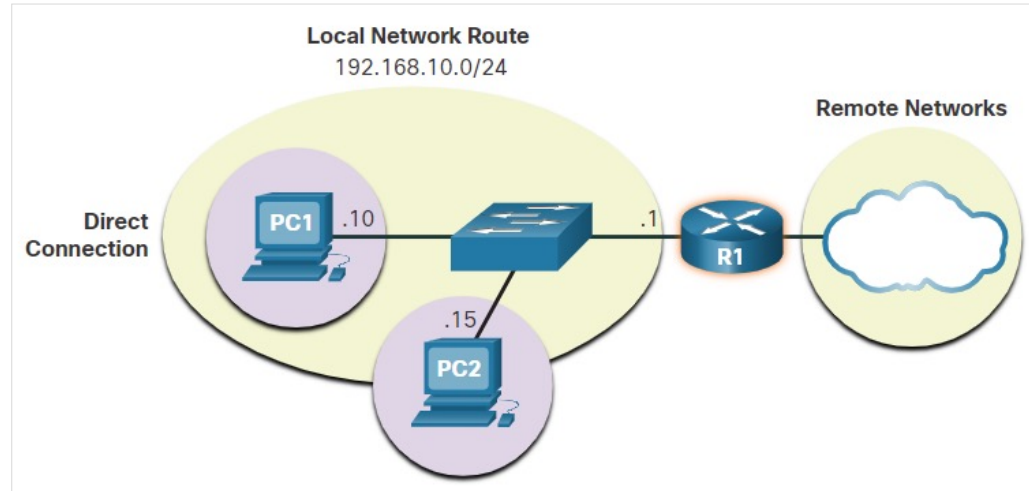 Local Network Route
192.168.10.0/24
Remote Networks
Direct
Connection
PC1
.10
.1
R1
.15
PC2